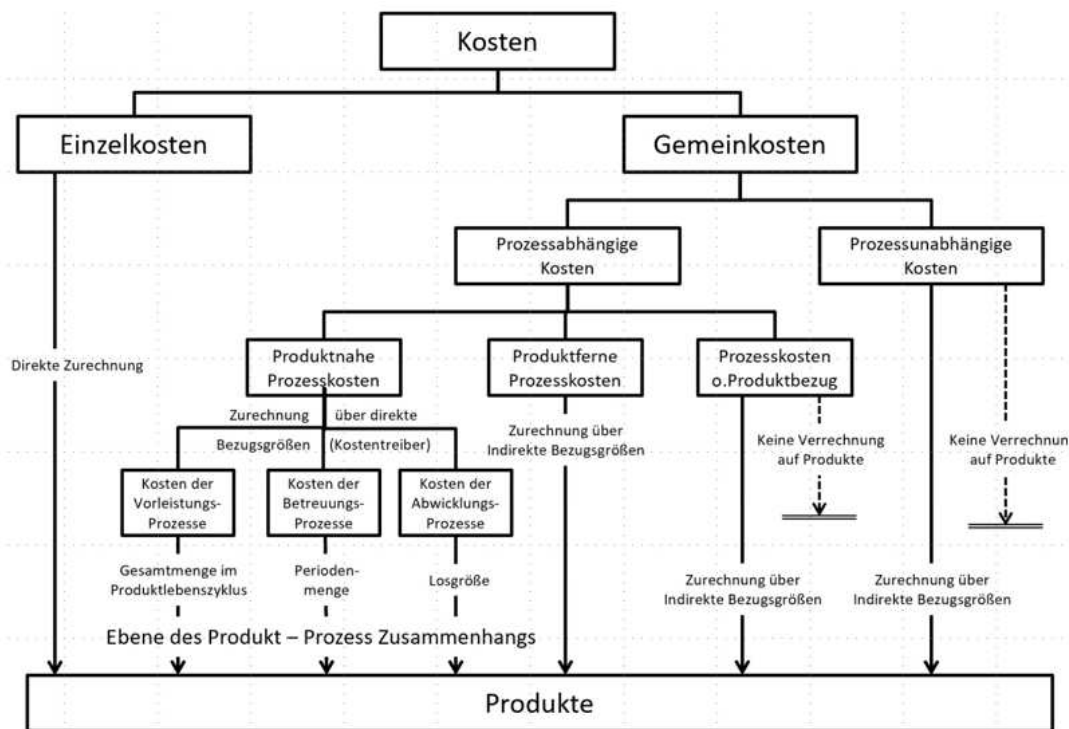 Kosten
Einzelkosten
Gemeinkosten
Prozessabhängige
Kosten
Prozessunabhängige
Kosten
Direkte Zurechnung
Produktnahe
Prozesskosten
Produktferne
Prozesskosten
Prozesskosten
o.Produktbezug
Zurechnung über direkte
Bezugsgrößen (Kostentreiber)
Zurechnung über
Indirekte Bezugsgrößen
Keine Verrechnung
auf Produkte
Keine Verrechnun
auf Produkte
Kosten der
Vorleistungs-
Prozesse
Kosten der
Betreuungs-
Prozesse
Kosten der
Abwicklungs-
Prozesse
Gesamtmenge im
Produktlebenszyklus
Perioden-
menge
Losgröße
Zurechnung über
Indirekte Bezugsgrößen
Zurechnung über
Indirekte Bezugsgrößen
Ebene des Produkt – Prozess Zusammenhangs
Produkte